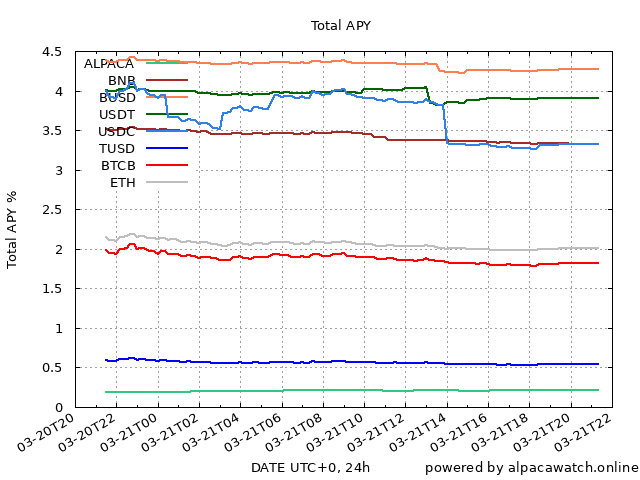 Total APY
Total APY %
4.5
4
3.5
3
2.5
2
1.5
1
0.5
0
ALPACA
BNB
BUSD
USDT
USDC
TUSD
BTCB
ETH
03-20T20
03-20T22
03-21T00
03-21T02
03-21T04
03-21T06
03-21T08
03-21T10
03-21T12
03-21T14
03-21T16
03-21T18
03-21T20
03-21T22
DATE UTC+0, 24h
powered by alpacawatch.online